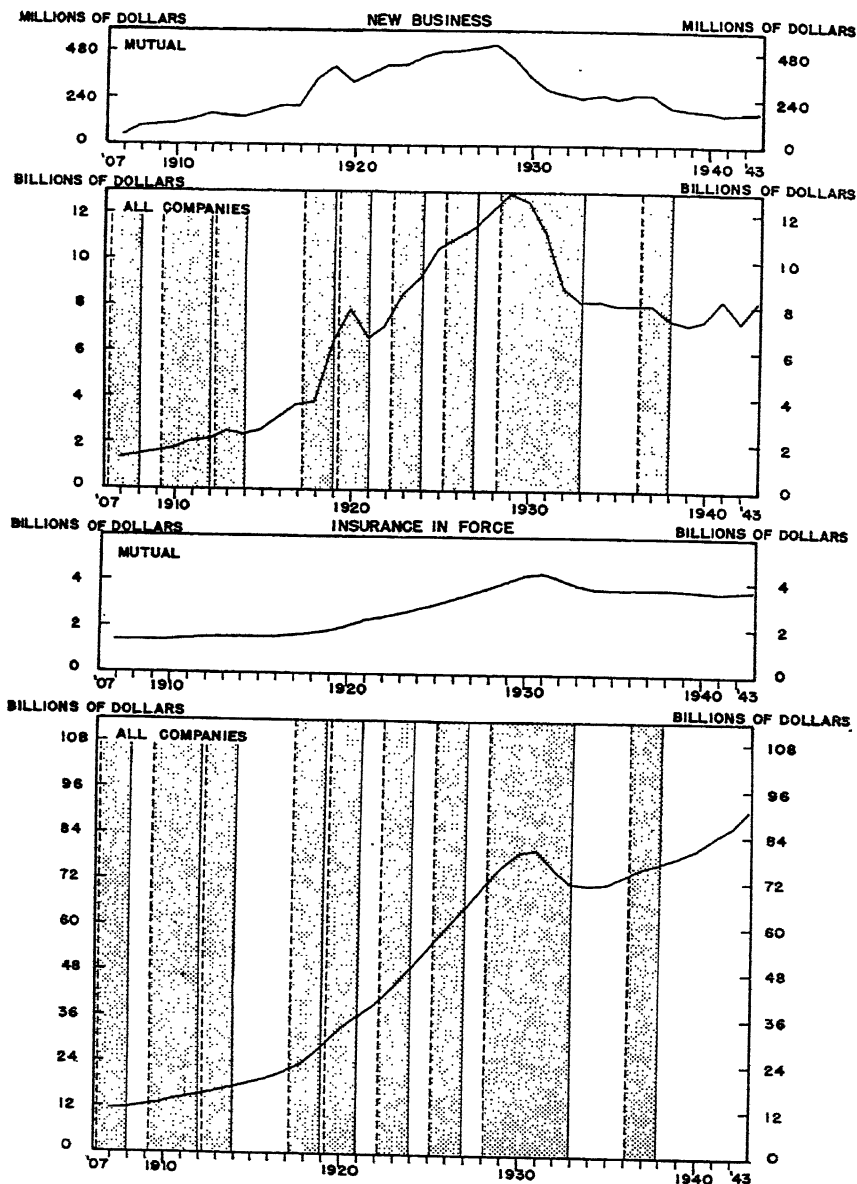 MILLIONS OF DOLLARS NEW BUSINESS MILLIONS OF DOLLARS
MUTUAL
480 480
240 240
0 0
'07 1910 1920 1930 1940 '43
BILLIONS OF DOLLARS BILLIONS OF DOLLARS
ALL COMPANIES
12 12
10 10
8 8
6 6
4 4
2 2
0 0
'07 1910 1920 1930 1940 '43
BILLIONS OF DOLLARS INSURANCE IN FORCE BILLIONS OF DOLLARS
MUTUAL
4 4
2 2
0 0
'07 1910 1920 1930 1940 '43
BILLIONS OF DOLLARS BILLIONS OF DOLLARS
ALL COMPANIES
108 108
96 96
84 84
72 72
60 60
48 48
36 36
24 24
12 12
0 0
'07 1910 1920 1930 1940 '43